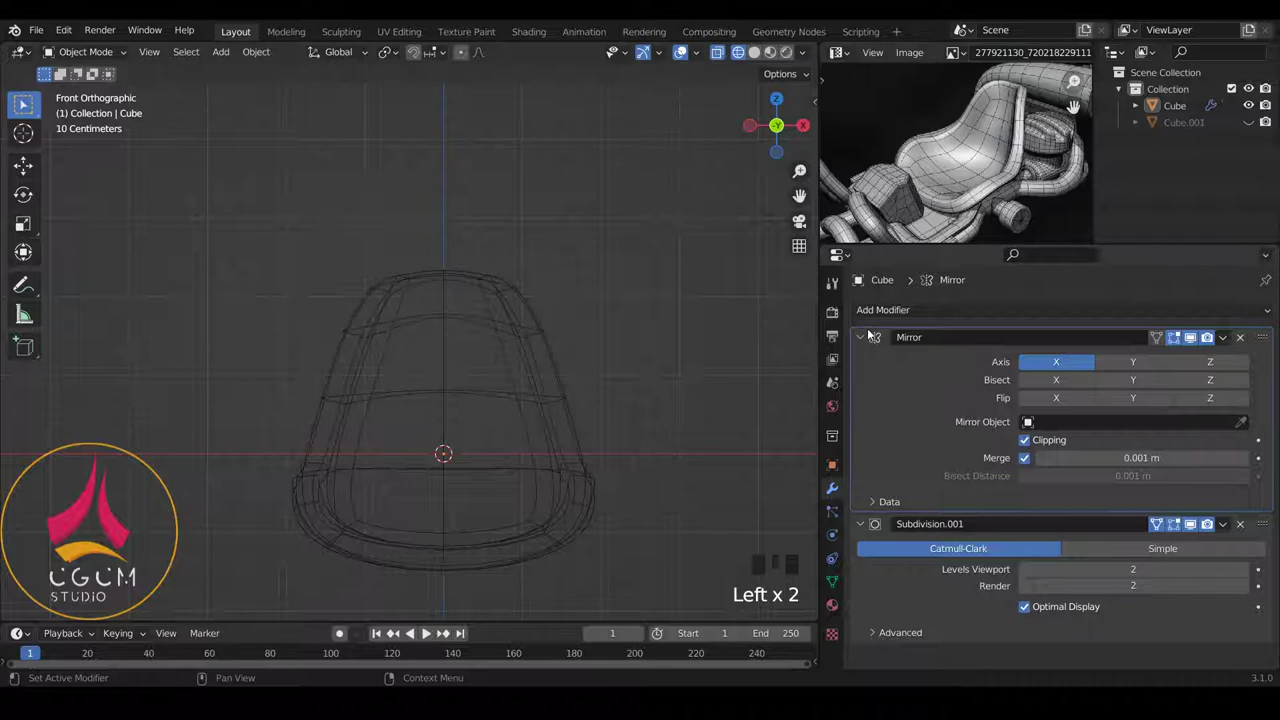 File Edit Render Window Help Layout Modeling Sculpting UV Editing Texture Paint Shading Animation Rendering Compositing Geometry Nodes Scripting + Scene ViewLayer
Object Mode View Select Add Object Global View Image 277921130_720218229111
Options
Front Orthographic
(1) Collection | Cube
10 Centimeters
Z
-Y
X
Scene Collection
Collection
Cube
Cube.001
Cube Mirror
Add Modifier
Mirror
Axis X Y Z
Bisect X Y Z
Flip X Y Z
Mirror Object
Clipping
Merge 0.001 m
Bisect Distance 0.001 m
Data
Subdivision.001
Catmull-Clark Simple
Levels Viewport 2
Render 2
Optimal Display
Advanced
CGCM
STUDIO
Left x 2
Playback Keying View Marker 1 Start 1 End 250
1 20 40 60 80 100 120 140 160 180 200 220 240
Set Active Modifier Pan View Context Menu 3.1.0